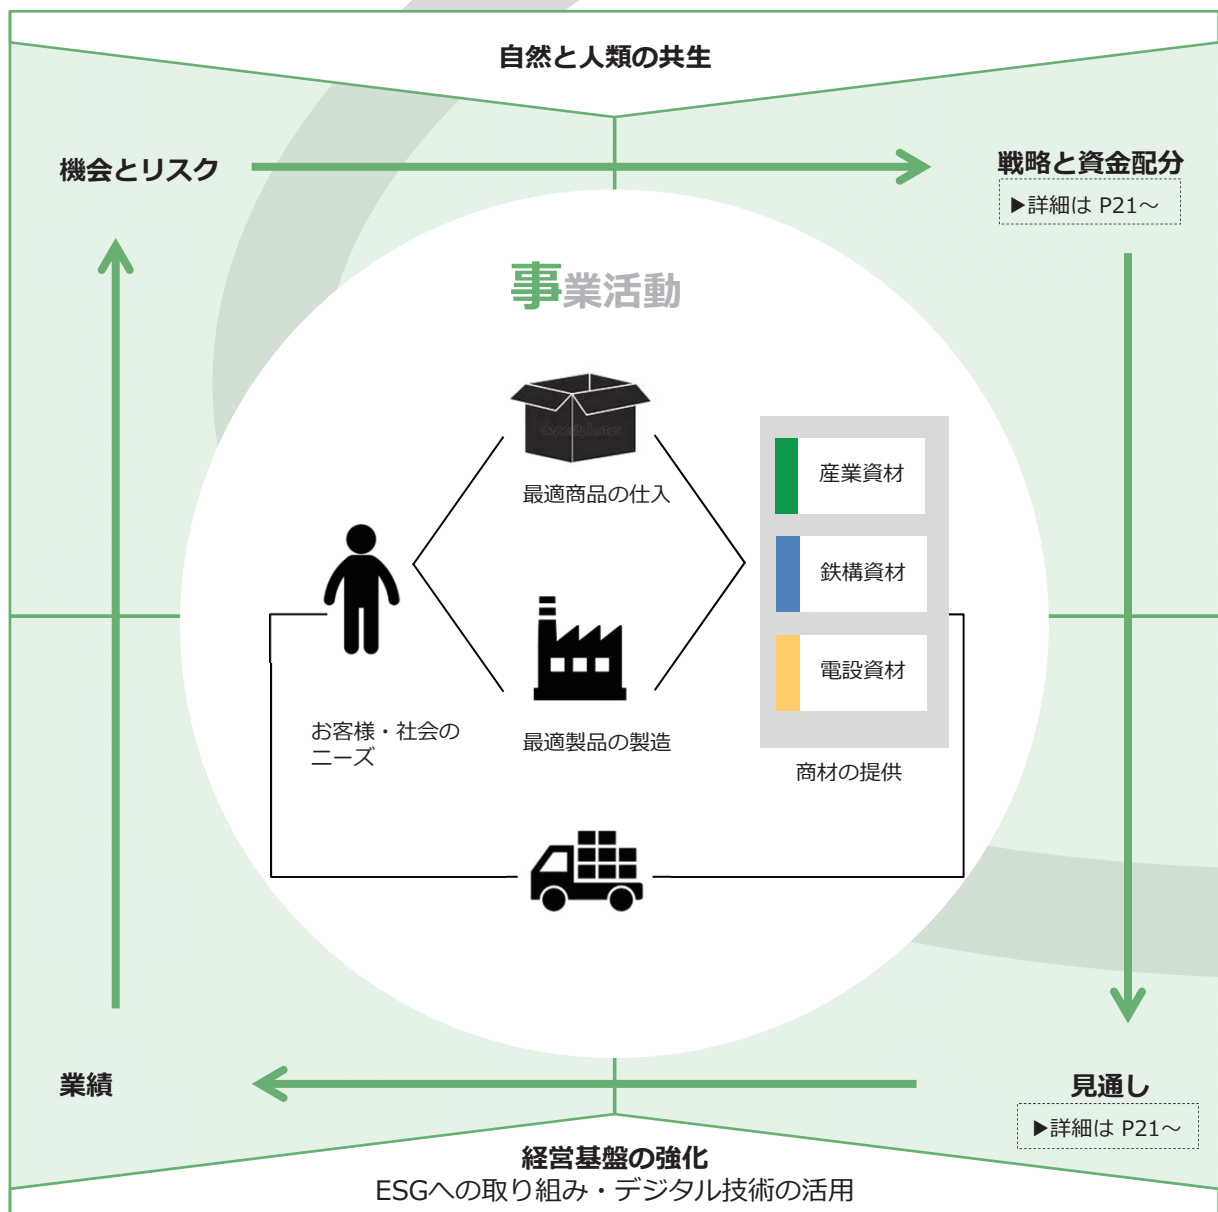 自然と人類の共生
機会とリスク
戦略と資金配分
▶詳細は P21～
事業活動
最適商品の仕入
産業資材
鉄構資材
電設資材
お客様・社会の
ニーズ
最適製品の製造
商材の提供
業績
見通し
▶詳細は P21～
経営基盤の強化
ESGへの取り組み・デジタル技術の活用